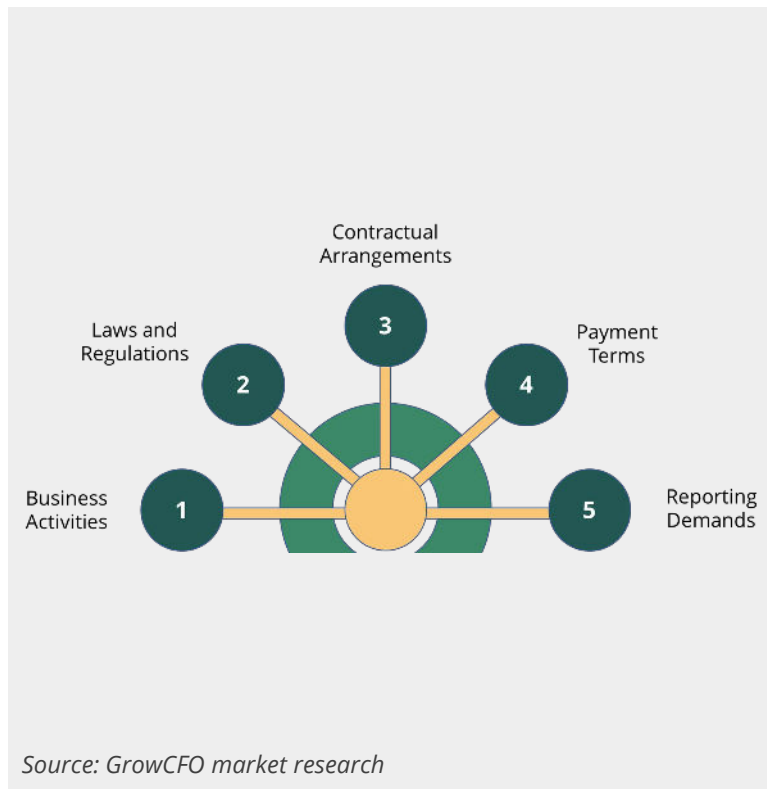 Contractual
Arrangements
3
Laws and
Regulations
2
Payment
Terms
4
Business
Activities
1
Reporting
Demands
5
Source: GrowCFO market research